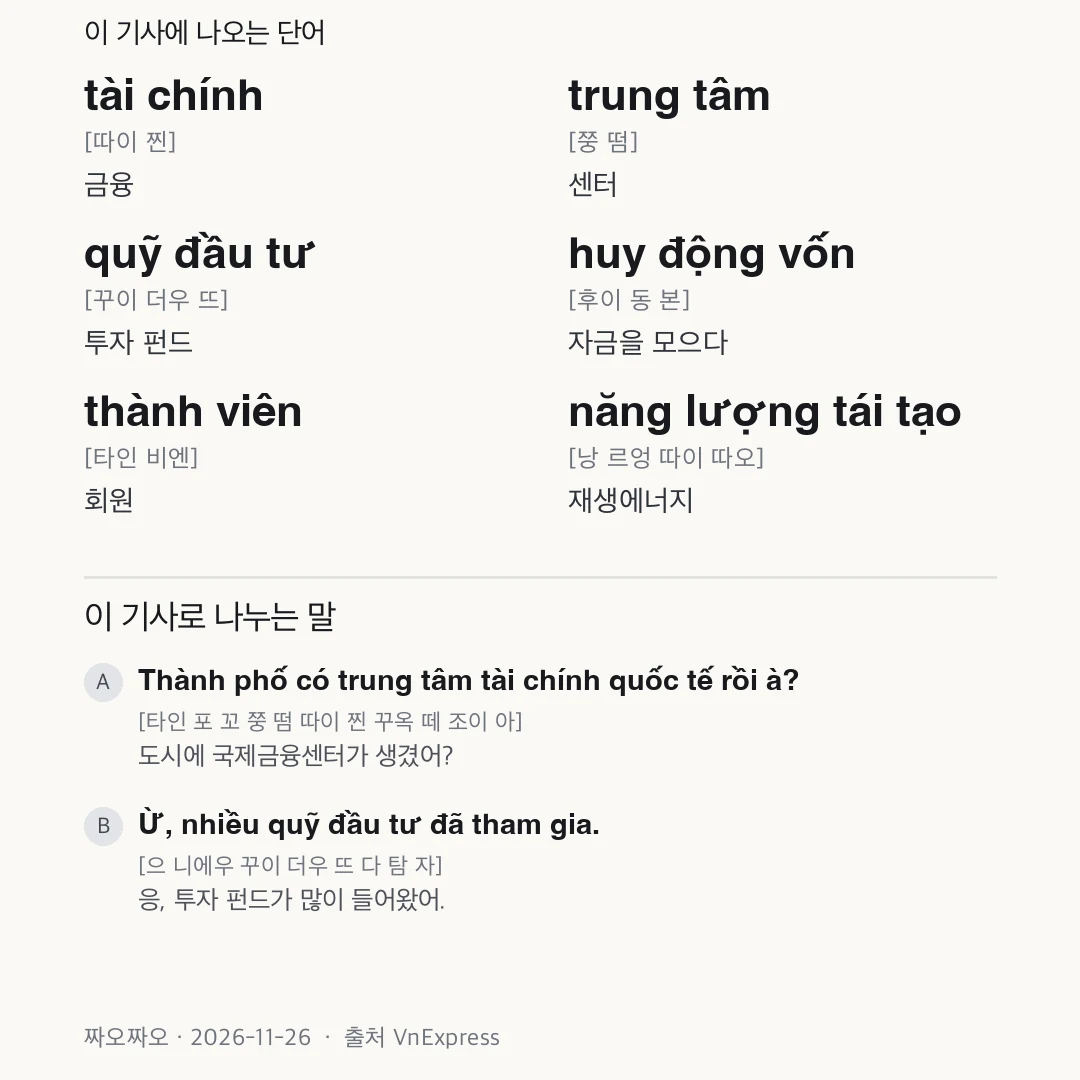 이 기사에 나오는 단어
tài chính
[따이 찐]
금융
trung tâm
[쭝 떰]
센터
quỹ đầu tư
[꾸이 더우 뜨]
투자 펀드
huy động vốn
[후이 동 본]
자금을 모으다
thành viên
[타인 비엔]
회원
năng lượng tái tạo
[낭 르엉 따이 따오]
재생에너지
이 기사로 나누는 말
A Thành phố có trung tâm tài chính quốc tế rồi à?
[타인 포 꼬 쭝 떰 따이 찐 꾸옥 떼 조이 아]
도시에 국제금융센터가 생겼어?
B Ừ, nhiều quỹ đầu tư đã tham gia.
[으 니에우 꾸이 더우 뜨 다 탐 자]
응, 투자 펀드가 많이 들어왔어.
짜오짜오 · 2026-11-26 · 출처 VnExpress